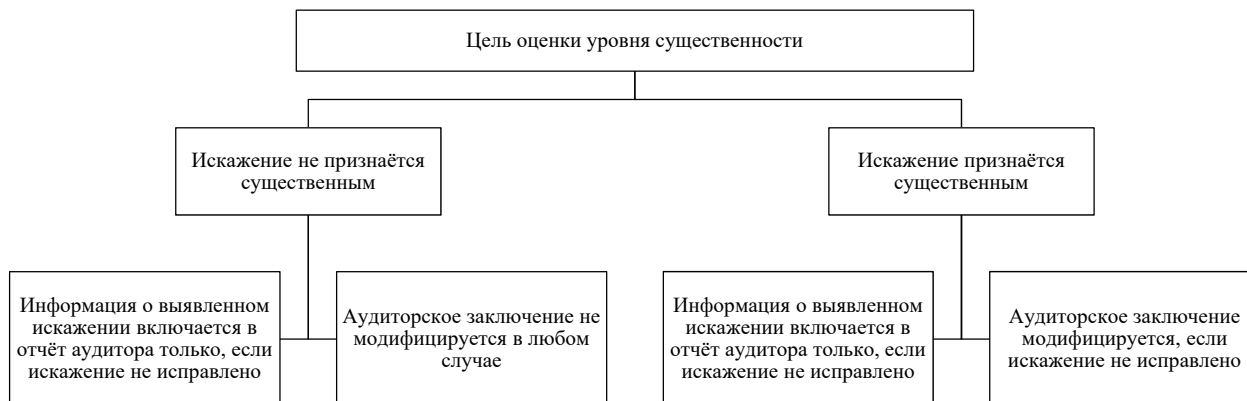 Цель оценки уровня существенности
Искажение не признаётся
существенным
Искажение признаётся
существенным
Информация о выявленном
искажении включается в
отчёт аудитора только, если
искажение не исправлено
Аудиторское заключение не
модифицируется в любом
случае
Информация о выявленном
искажении включается в
отчёт аудитора только, если
искажение не исправлено
Аудиторское заключение
модифицируется, если
искажение не исправлено